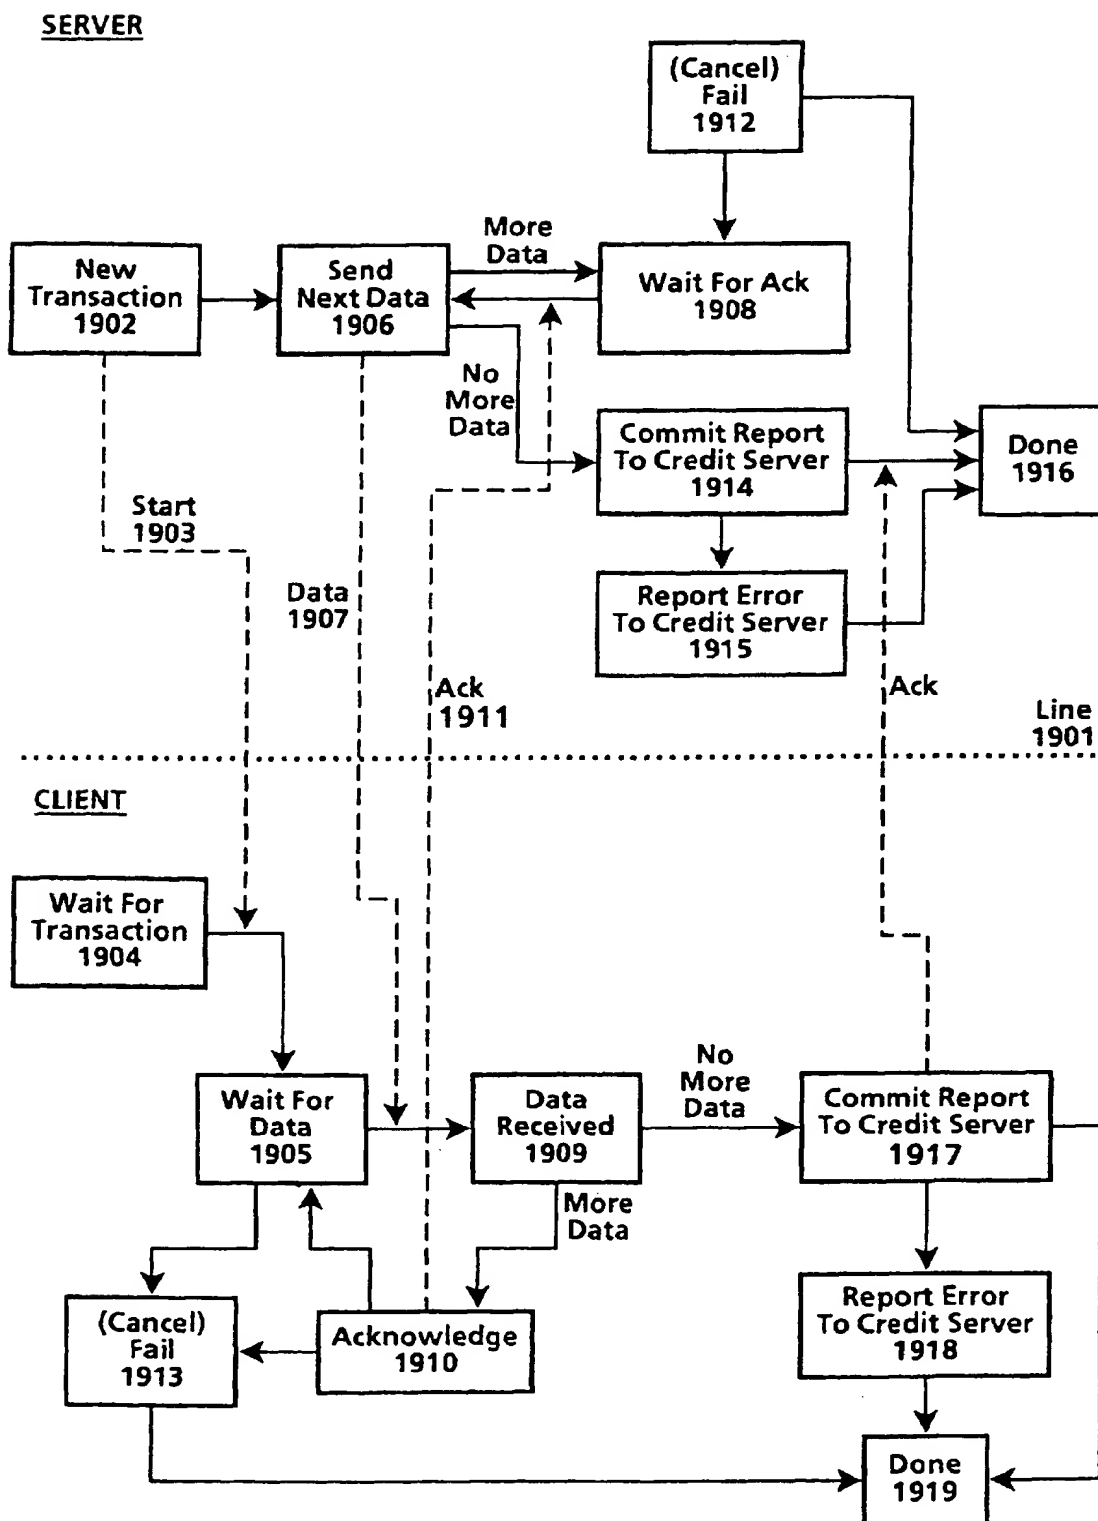 SERVER
(Cancel)
Fail
1912
New
Transaction
1902
Send
Next Data
1906
More
Data
Wait For Ack
1908
No
More
Data
Commit Report
To Credit Server
1914
Done
1916
Start
1903
Data
1907
Report Error
To Credit Server
1915
Ack
1911
Ack
Line
1901
CLIENT
Wait For
Transaction
1904
Wait For
Data
1905
Data
Received
1909
No
More
Data
Commit Report
To Credit Server
1917
More
Data
(Cancel)
Fail
1913
Acknowledge
1910
Report Error
To Credit Server
1918
Done
1919